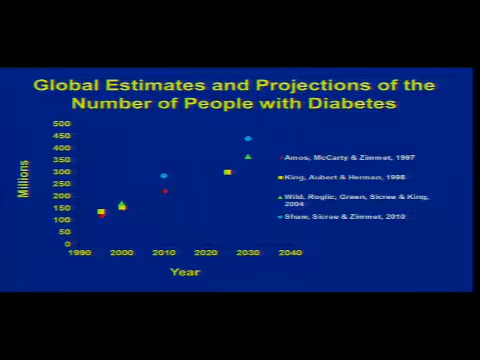 Global Estimates and Projections of the
Number of People with Diabetes
500
450
400
350
300
250
200
150
100
50
0
Millions
1990
2000
2010
2020
2030
2040
Year
Amos, McCarty & Zimmet, 1997
King, Aubert & Herman, 1998
Wild, Roglic, Green, Sicree & King,
2004
Shaw, Sicree & Zimmet, 2010